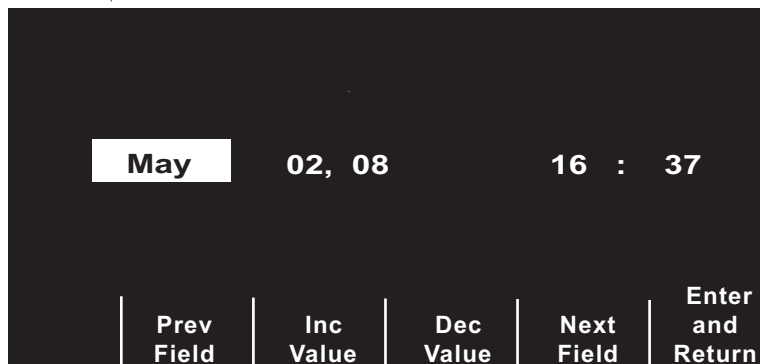 May 02, 08 16 : 37
Prev Field
Inc Value
Dec Value
Next Field
Enter and Return